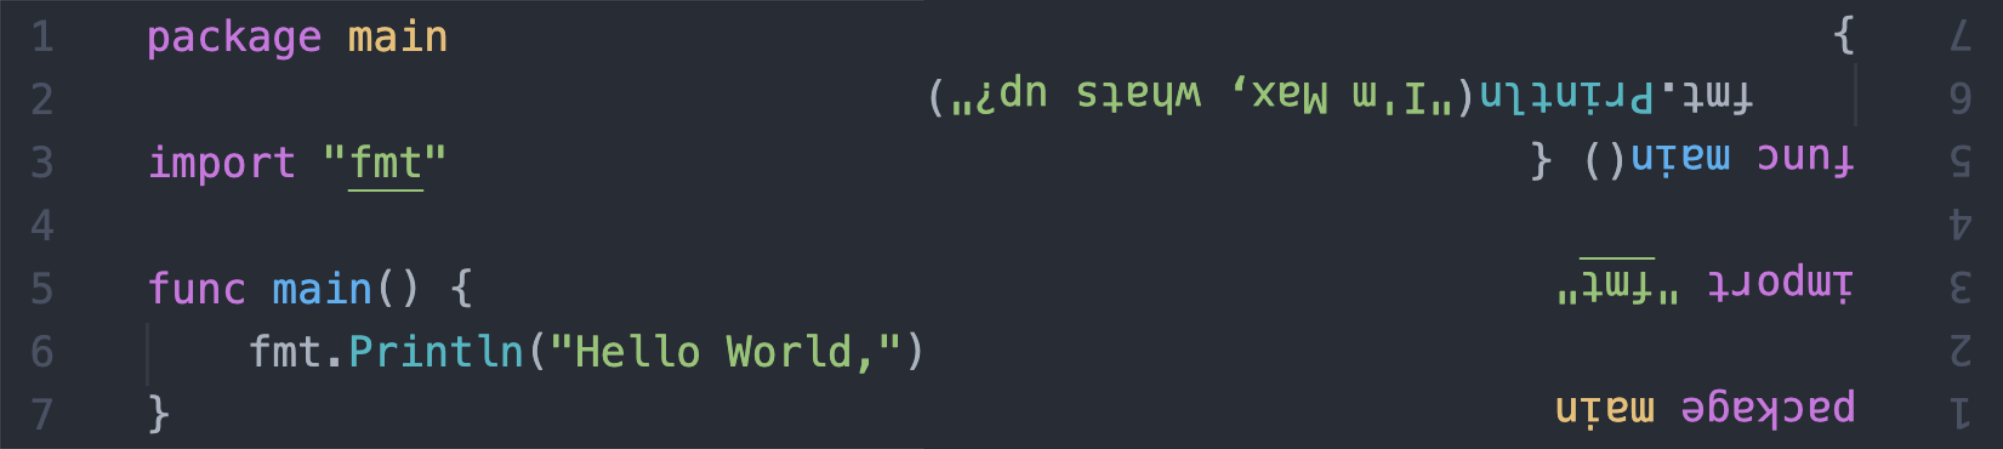 1 package main
2
3 import "fmt"
4
5 func main() {
6 fmt.Println("Hello World,")
7 }
1 package main
2
3 import "fmt"
4
5 func main() {
6 fmt.Println("I'm Max, whats up?")
7 }